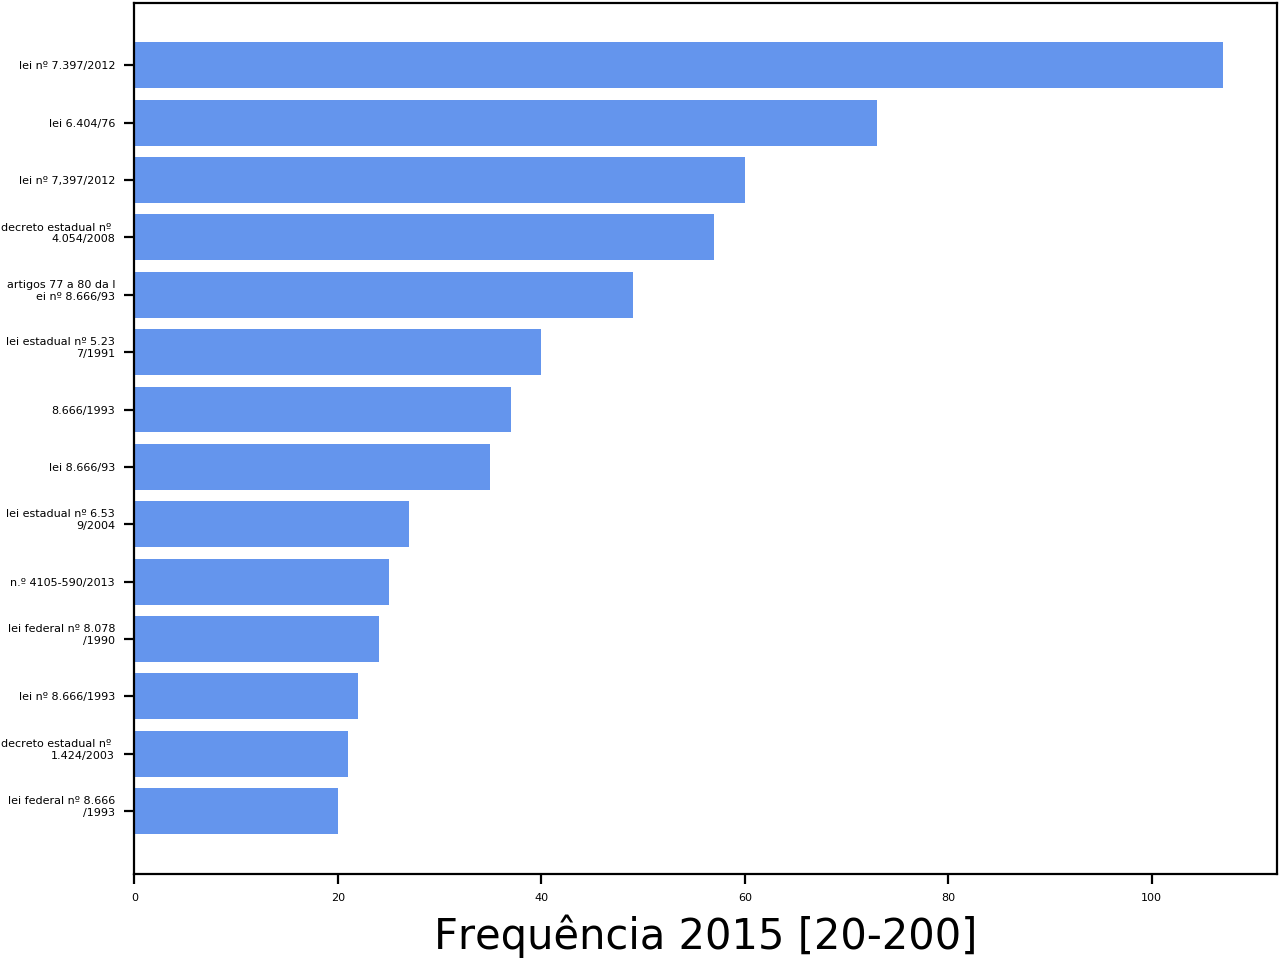 lei nº 7.397/2012
lei 6.404/76
lei nº 7,397/2012
decreto estadual nº
4.054/2008
artigos 77 a 80 da l
ei nº 8.666/93
lei estadual nº 5.23
7/1991
8.666/1993
lei 8.666/93
lei estadual nº 6.53
9/2004
n.º 4105-590/2013
lei federal nº 8.078
/1990
lei nº 8.666/1993
decreto estadual nº
1.424/2003
lei federal nº 8.666
/1993
0 20 40 60 80 100
Frequência 2015 [20-200]